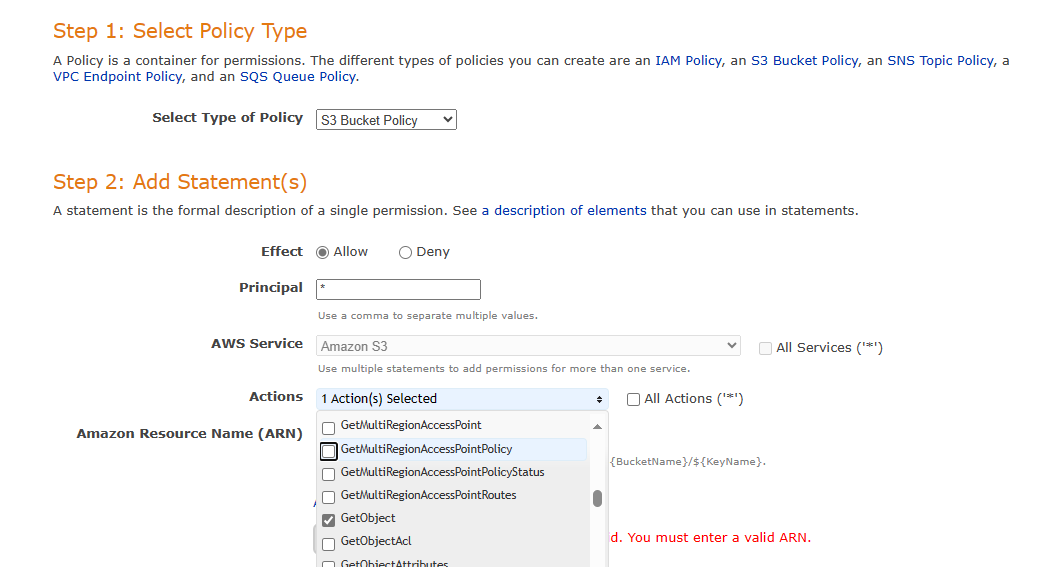 Step 1: Select Policy Type
A Policy is a container for permissions. The different types of policies you can create are an IAM Policy, an S3 Bucket Policy, an SNS Topic Policy, a
VPC Endpoint Policy, and an SQS Queue Policy.
Select Type of Policy S3 Bucket Policy
Step 2: Add Statement(s)
A statement is the formal description of a single permission. See a description of elements that you can use in statements.
Effect Allow Deny
Principal *
Use a comma to separate multiple values.
AWS Service Amazon S3 All Services ('*')
Use multiple statements to add permissions for more than one service.
Actions 1 Action(s) Selected All Actions ('*')
GetMultiRegionAccessPoint
Amazon Resource Name (ARN)
GetMultiRegionAccessPointPolicy
{BucketName}/${KeyName}.
GetMultiRegionAccessPointPolicyStatus
GetMultiRegionAccessPointRoutes
GetObject
d. You must enter a valid ARN.
GetObjectAcl
GetObjectAttributes